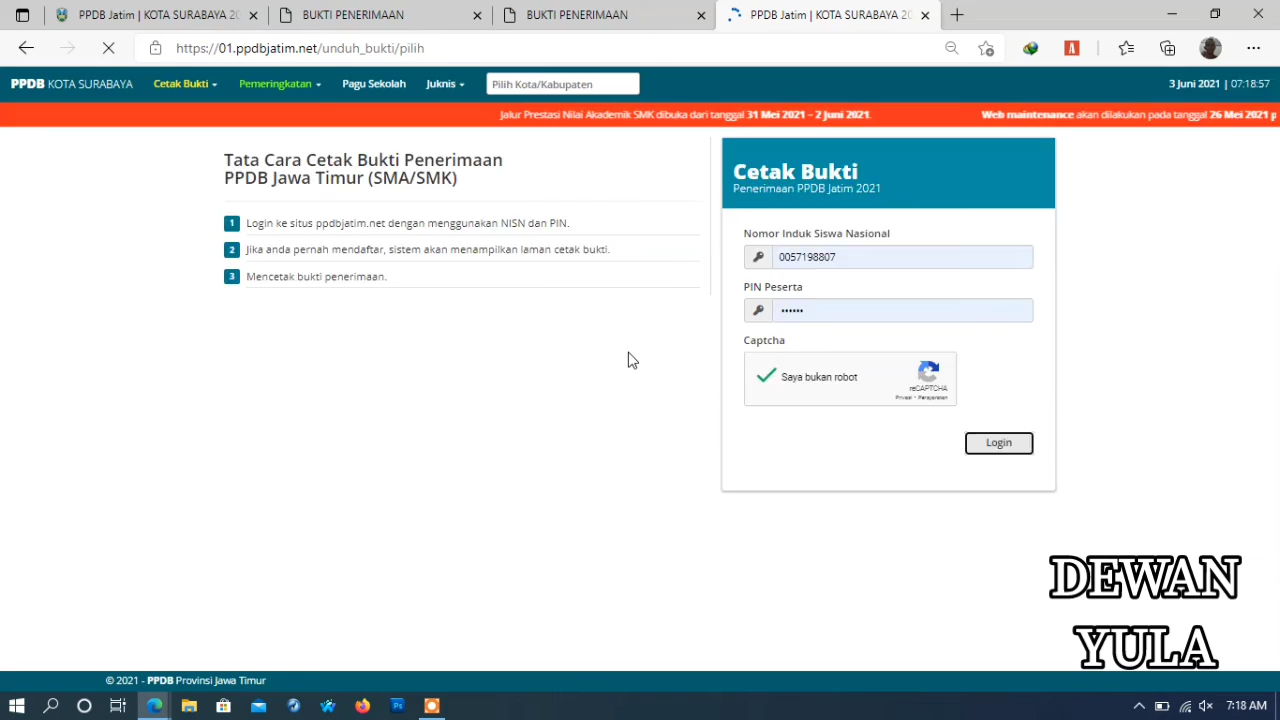 PPDB Jatim | KOTA SURABAYA 20
BUKTI PENERIMAAN
BUKTI PENERIMAAN
PPDB Jatim | KOTA SURABAYA 20
https://01.ppdbjatim.net/unduh_bukti/pilih
PPDB KOTA SURABAYA
Cetak Bukti
Pemeringkatan
Pagu Sekolah
Juknis
Pilih Kota/Kabupaten
3 Juni 2021 | 07:18:57
Jalur Prestasi Nilai Akademik SMK dibuka dari tanggal 31 Mei 2021 - 2 Juni 2021.
Web maintenance akan dilakukan pada tanggal 26 Mei 2021 p
Tata Cara Cetak Bukti Penerimaan
PPDB Jawa Timur (SMA/SMK)
1 Login ke situs ppdbjatim.net dengan menggunakan NISN dan PIN.
2 Jika anda pernah mendaftar, sistem akan menampilkan laman cetak bukti.
3 Mencetak bukti penerimaan.
Cetak Bukti
Penerimaan PPDB Jatim 2021
Nomor Induk Siswa Nasional
0057198807
PIN Peserta
••••••
Captcha
Saya bukan robot
reCAPTCHA
Privasi - Persyaratan
Login
DEWAN
YULA
© 2021 - PPDB Provinsi Jawa Timur
7:18 AM